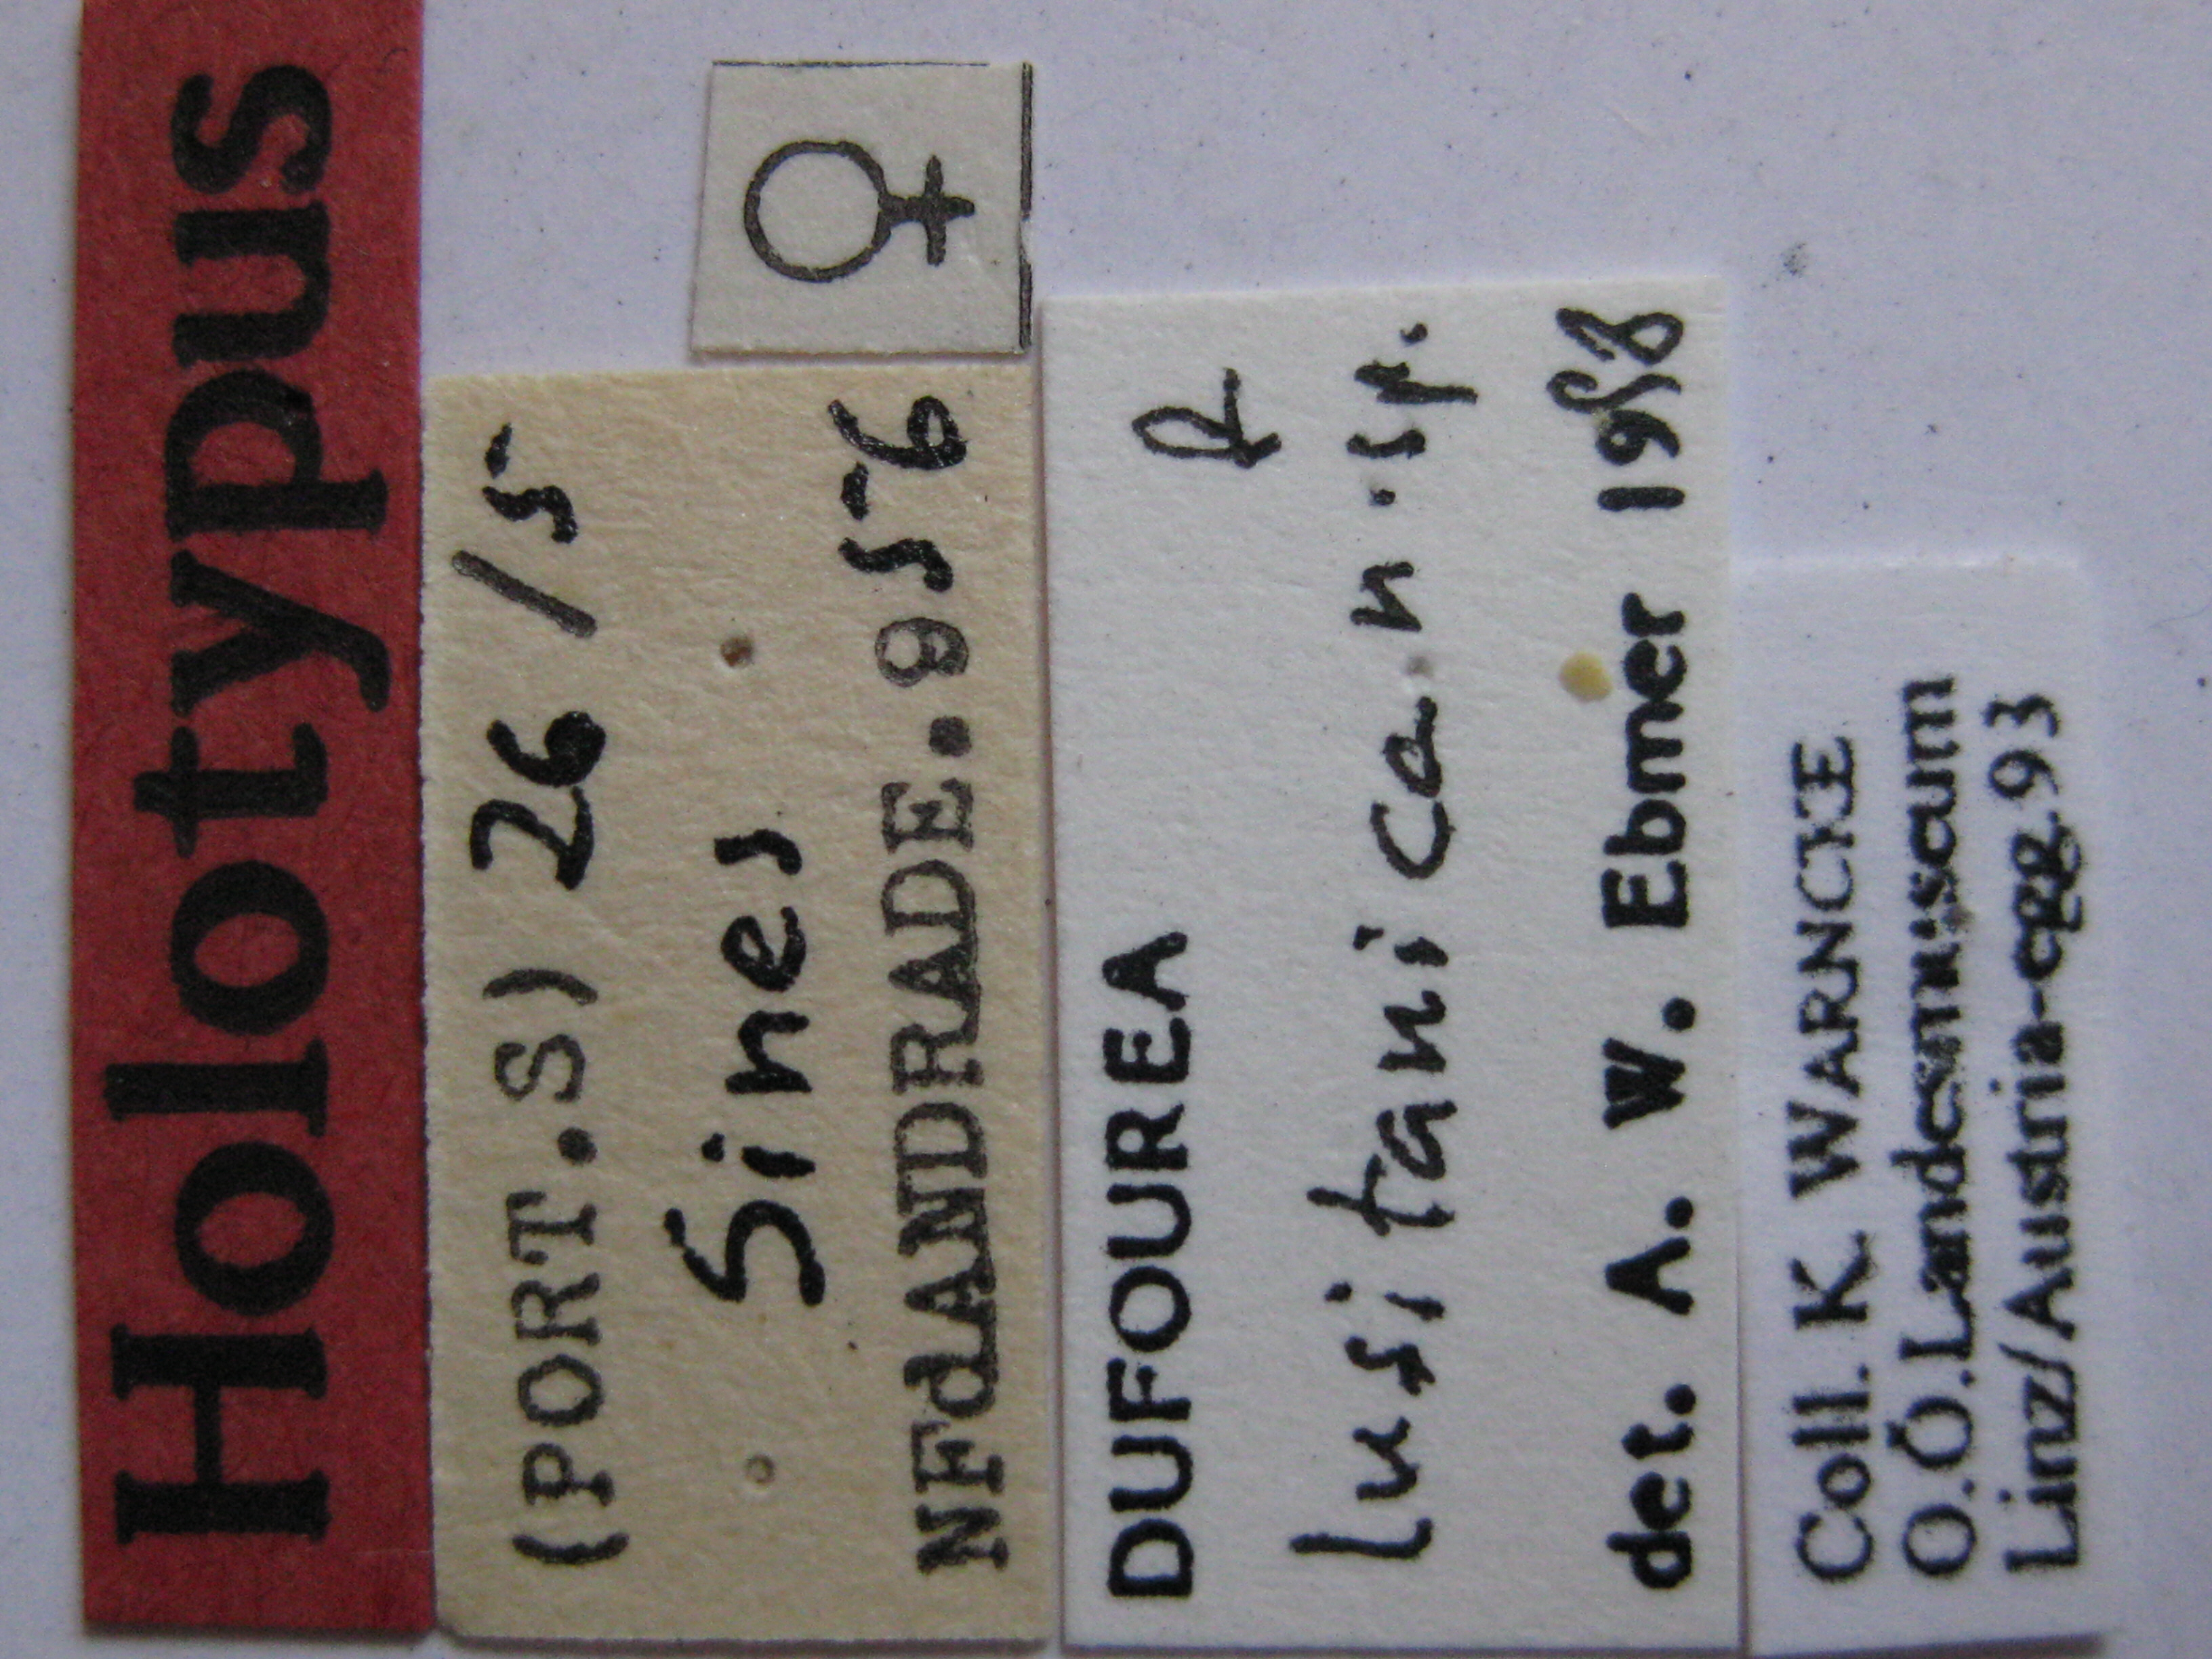 Holotypus
(PORT.S) 26/5
Sines
NFdANDRADE.956
♀
DUFOUREA ♀
lusitanica n.sp.
det. A. W. Ebmer 1988
Coll. K. WARNCKE
O.Ö.Landesmuseum
Linz/Austria-egg.93